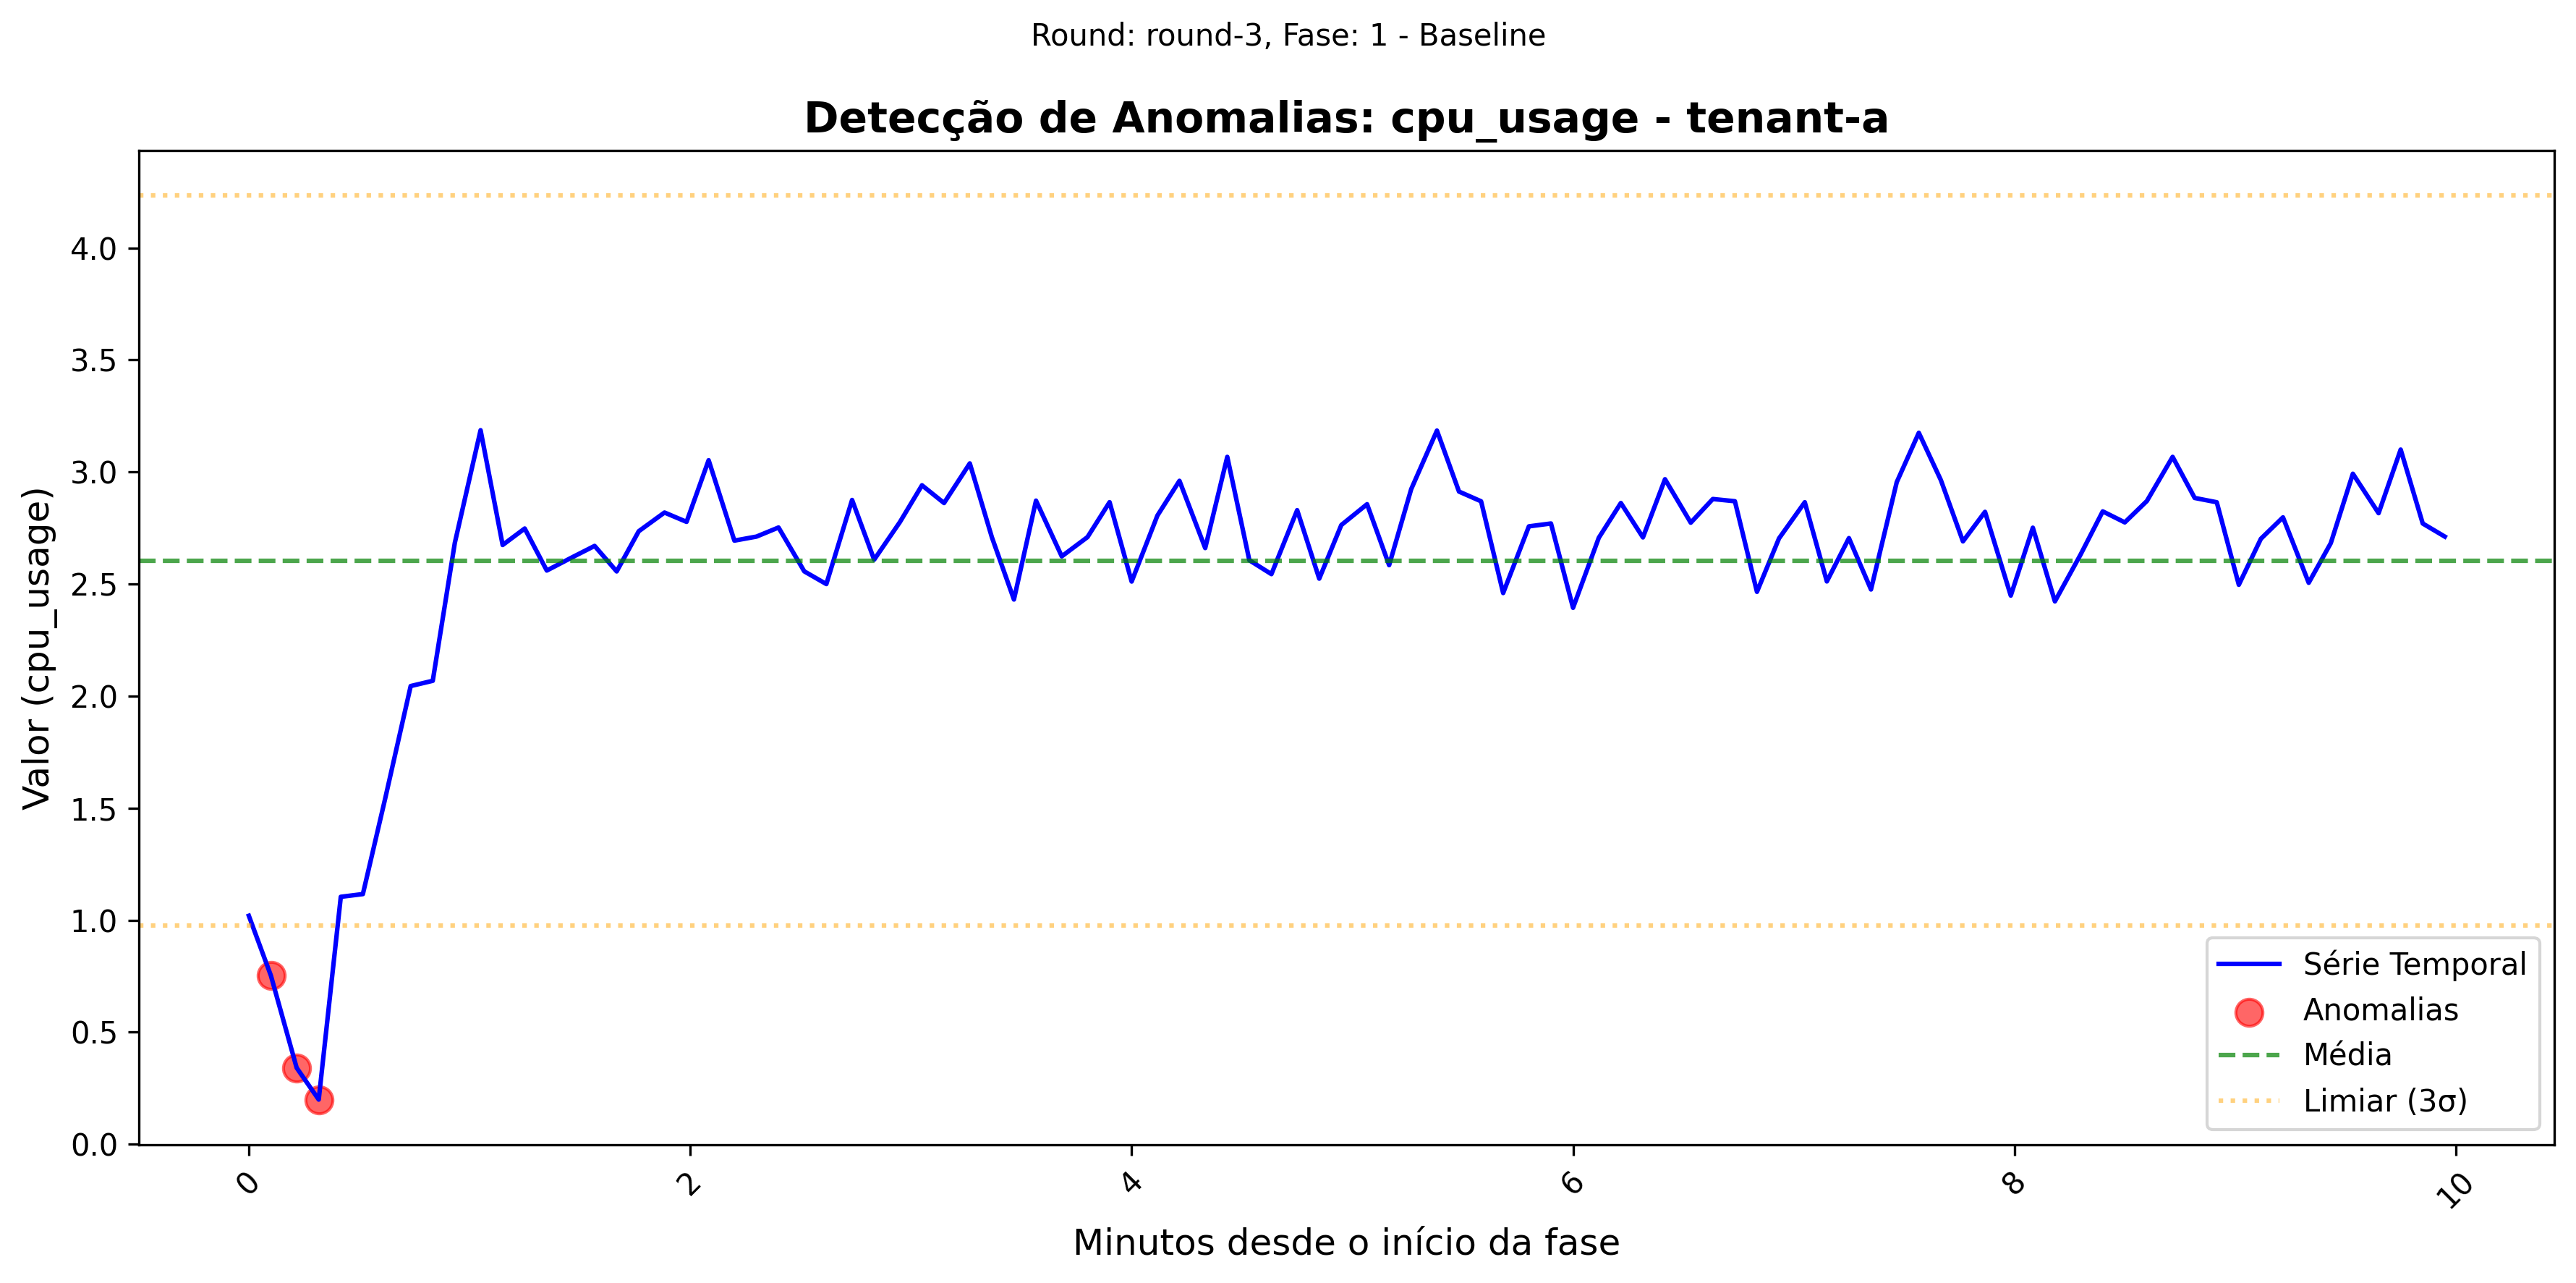 Round: round-3, Fase: 1 - Baseline
Detecção de Anomalias: cpu_usage - tenant-a
Valor (cpu_usage)
4.0
3.5
3.0
2.5
2.0
1.5
1.0
0.5
0.0
Série Temporal
Anomalias
Média
Limiar (3σ)
0
2
4
6
8
10
Minutos desde o início da fase